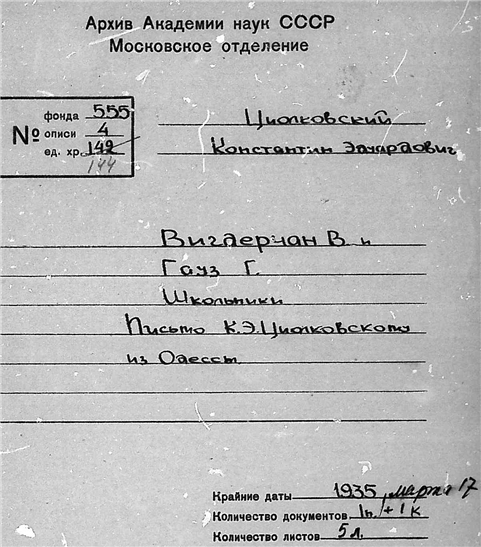 Архив Академии наук СССР
Московское отделение
фонда 555
№ описи 4
ед. хр. 142
144
Циолковский
Константин Эдуардович
Вигдерчан В. и
Гауз Г.
Школьники
Письмо К.Э.Циолковскому
из Одессы
Крайние даты 1935, марта 17
Количество документов 1п.+1к
Количество листов 5л.